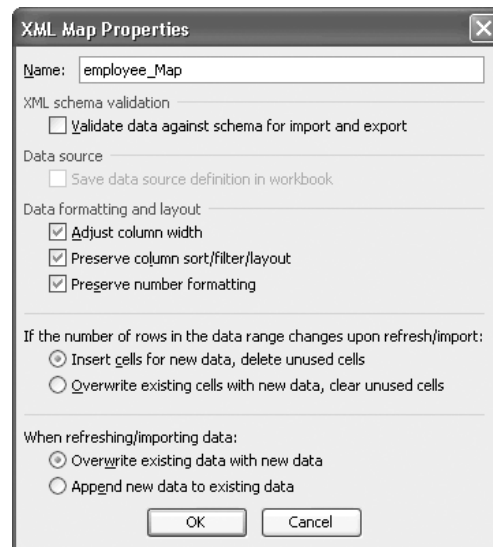 XML Map Properties
Name: employee_Map
XML schema validation
Validate data against schema for import and export
Data source
Save data source definition in workbook
Data formatting and layout
Adjust column width
Preserve column sort/filter/layout
Preserve number formatting
If the number of rows in the data range changes upon refresh/import:
Insert cells for new data, delete unused cells
Overwrite existing cells with new data, clear unused cells
When refreshing/importing data:
Overwrite existing data with new data
Append new data to existing data
OK Cancel